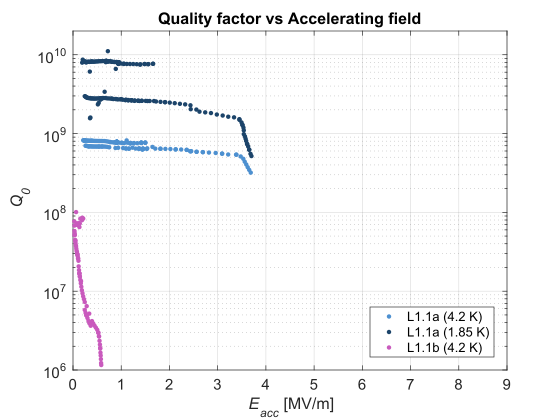 Quality factor vs Accelerating field
10^10
10^9
10^8
10^7
10^6
Q_0
0 1 2 3 4 5 6 7 8 9
E_acc [MV/m]
L1.1a (4.2 K)
L1.1a (1.85 K)
L1.1b (4.2 K)